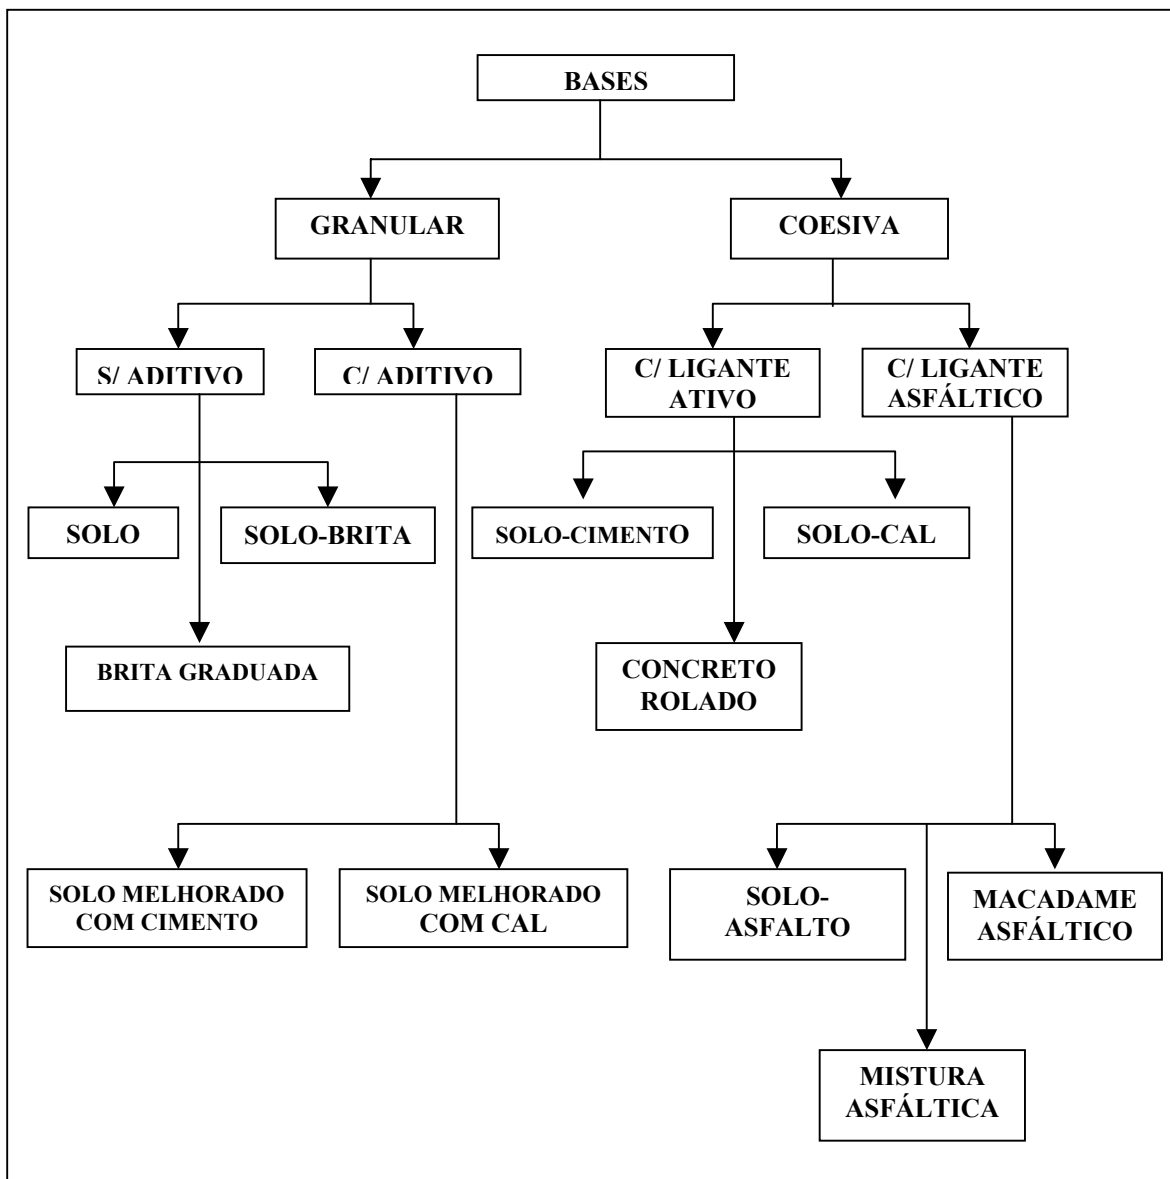 BASES
GRANULAR
COESIVA
S/ ADITIVO
C/ ADITIVO
C/ LIGANTE
ATIVO
C/ LIGANTE
ASFÁLTICO
SOLO
SOLO-BRITA
SOLO-CIMENTO
SOLO-CAL
BRITA GRADUADA
CONCRETO
ROLADO
SOLO MELHORADO
COM CIMENTO
SOLO MELHORADO
COM CAL
SOLO-
ASFALTO
MACADAME
ASFÁLTICO
MISTURA
ASFÁLTICA